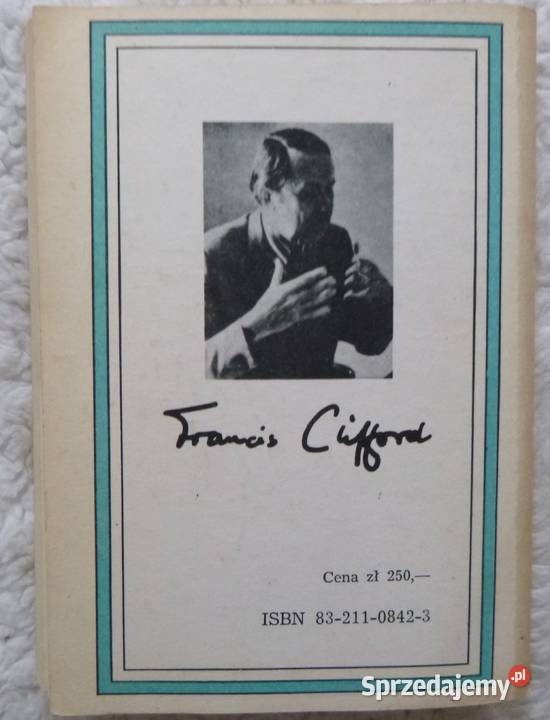 Francis Clifford
Cena zł 250,—
ISBN 83-211-0842-3
Sprzedajemy.pl